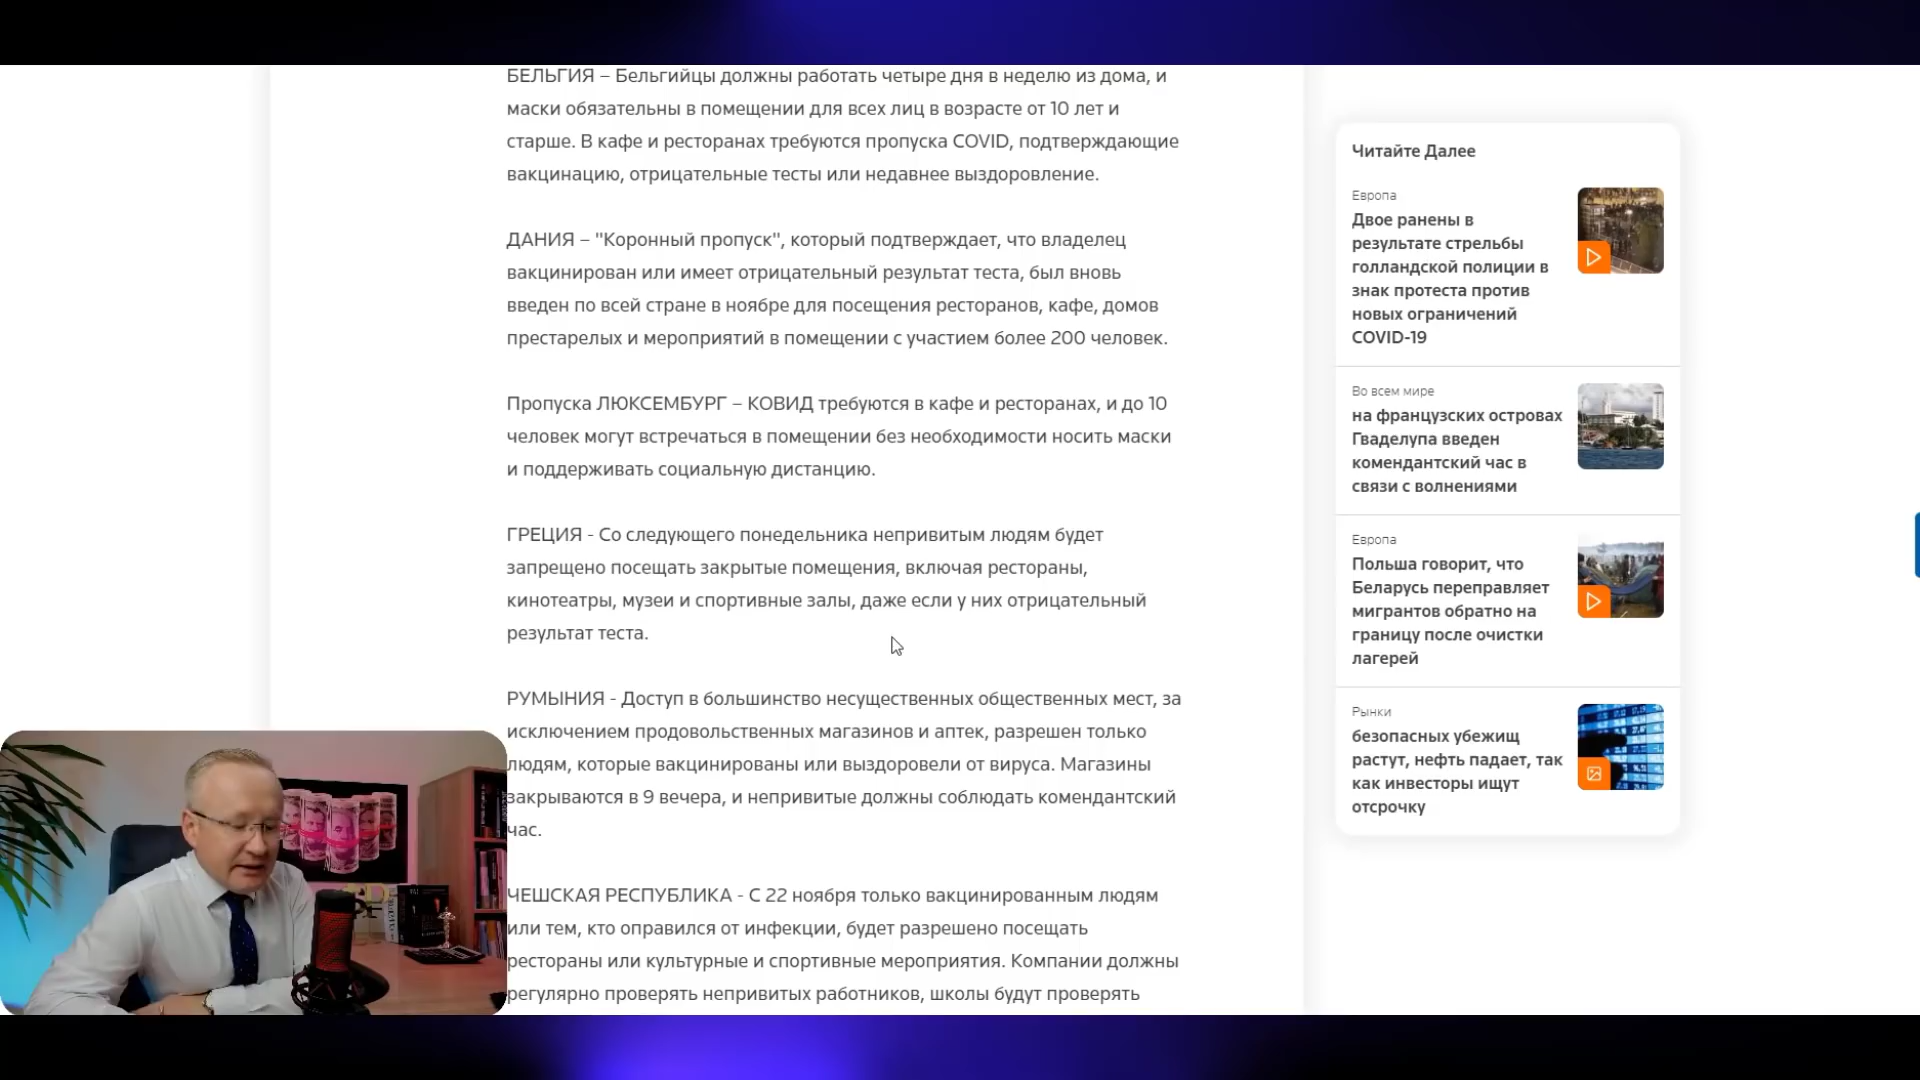 БЕЛЬГИЯ – Бельгийцы должны работать четыре дня в неделю из дома, и
маски обязательны в помещении для всех лиц в возрасте от 10 лет и
старше. В кафе и ресторанах требуются пропуска COVID, подтверждающие
вакцинацию, отрицательные тесты или недавнее выздоровление.
ДАНИЯ – "Коронный пропуск", который подтверждает, что владелец
вакцинирован или имеет отрицательный результат теста, был вновь
введен по всей стране в ноябре для посещения ресторанов, кафе, домов
престарелых и мероприятий в помещении с участием более 200 человек.
Пропуска ЛЮКСЕМБУРГ – КОВИД требуются в кафе и ресторанах, и до 10
человек могут встречаться в помещении без необходимости носить маски
и поддерживать социальную дистанцию.
ГРЕЦИЯ - Со следующего понедельника непривитым людям будет
запрещено посещать закрытые помещения, включая рестораны,
кинотеатры, музеи и спортивные залы, даже если у них отрицательный
результат теста.
РУМЫНИЯ - Доступ в большинство несущественных общественных мест, за
исключением продовольственных магазинов и аптек, разрешен только
людям, которые вакцинированы или выздоровели от вируса. Магазины
закрываются в 9 вечера, и непривитые должны соблюдать комендантский
час.
ЧЕШСКАЯ РЕСПУБЛИКА - С 22 ноября только вакцинированным людям
или тем, кто оправился от инфекции, будет разрешено посещать
рестораны или культурные и спортивные мероприятия. Компании должны
регулярно проверять непривитых работников, школы будут проверять
Читайте Далее
Европа
Двое ранены в
результате стрельбы
голландской полиции в
знак протеста против
новых ограничений
COVID-19
Во всем мире
на французских островах
Гваделупа введен
комендантский час в
связи с волнениями
Европа
Польша говорит, что
Беларусь переправляет
мигрантов обратно на
границу после очистки
лагерей
Рынки
безопасных убежищ
растут, нефть падает, так
как инвесторы ищут
отсрочку